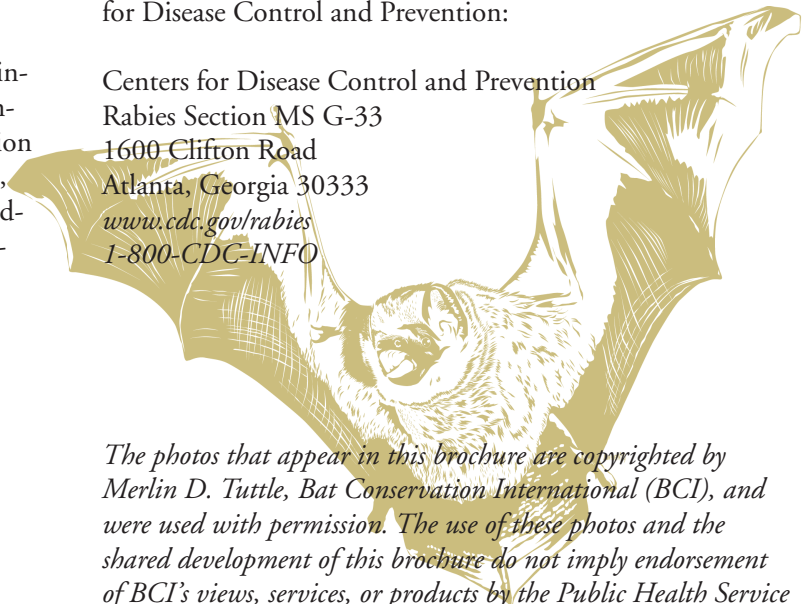 in-
n-
ion
,
d-
-
for Disease Control and Prevention:
Centers for Disease Control and Prevention
Rabies Section MS G-33
1600 Clifton Road
Atlanta, Georgia 30333
www.cdc.gov/rabies
1-800-CDC-INFO
The photos that appear in this brochure are copyrighted by
Merlin D. Tuttle, Bat Conservation International (BCI), and
were used with permission. The use of these photos and the
shared development of this brochure do not imply endorsement
of BCI’s views, services, or products by the Public Health Service